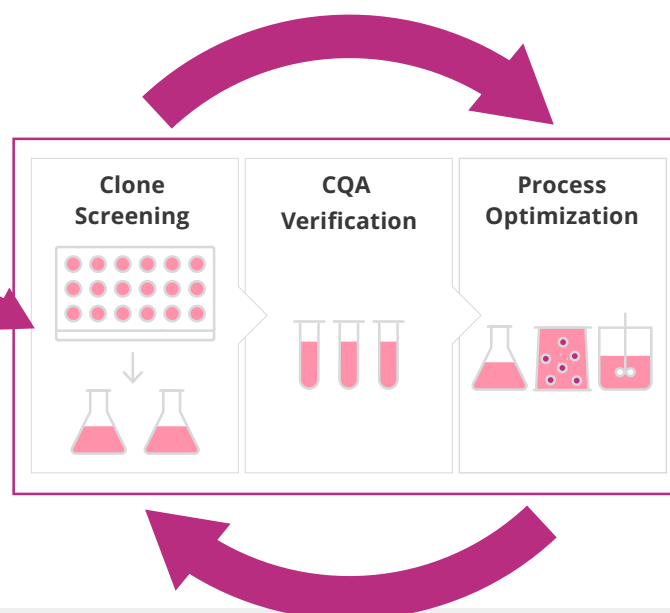 Clone
Screening
CQA
Verification
Process
Optimization